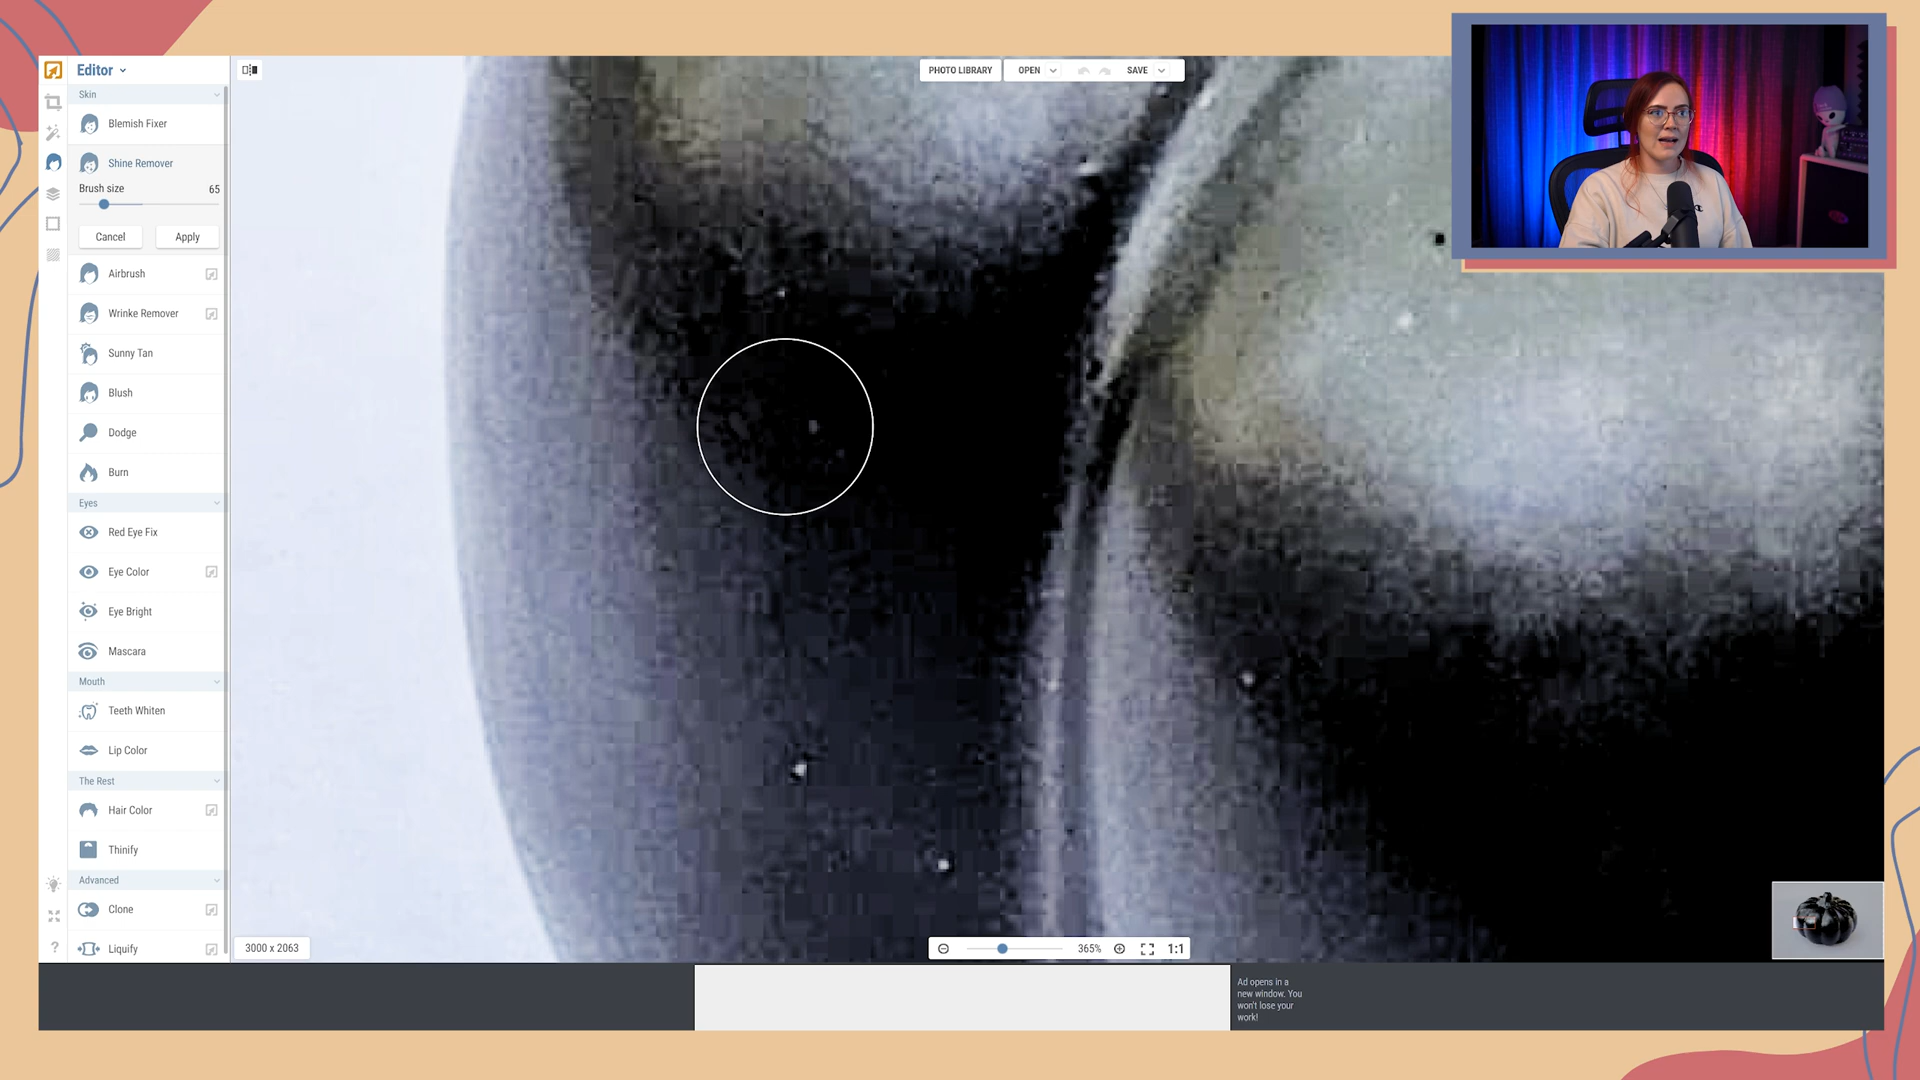 Editor
PHOTO LIBRARY
OPEN
SAVE
Skin
Blemish Fixer
Shine Remover
Brush size 65
Cancel
Apply
Airbrush
Wrinke Remover
Sunny Tan
Blush
Dodge
Burn
Eyes
Red Eye Fix
Eye Color
Eye Bright
Mascara
Mouth
Teeth Whiten
Lip Color
The Rest
Hair Color
Thinify
Advanced
Clone
Liquify
?
3000 x 2063
365%
1:1
Ad opens in a
new window. You
won't lose your
work!